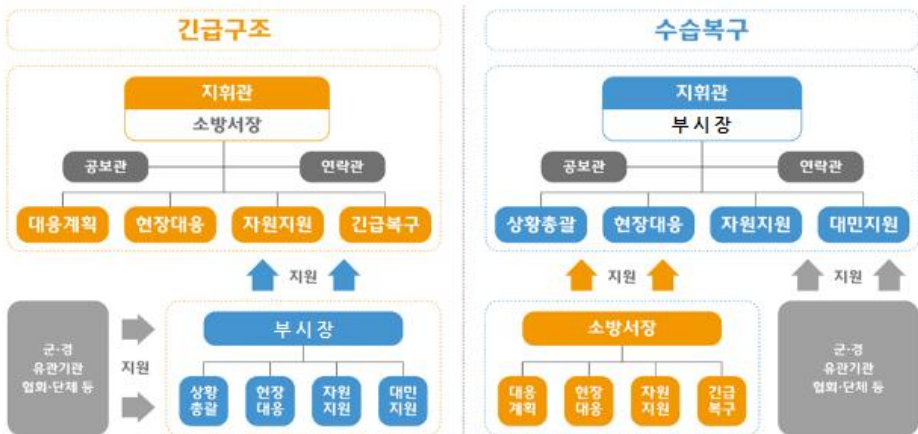 긴급구조
지휘관
소방서장
공보관
연락관
대응계획
현장대응
자원지원
긴급복구
지원
군·경
유관기관
협회·단체 등
지원
부시장
상황
총괄
현장
대응
자원
지원
대민
지원
수습복구
지휘관
부시장
공보관
연락관
상황총괄
현장대응
자원지원
대민지원
지원
지원
소방서장
대응
계획
현장
대응
자원
지원
긴급
복구
군·경
유관기관
협회·단체 등